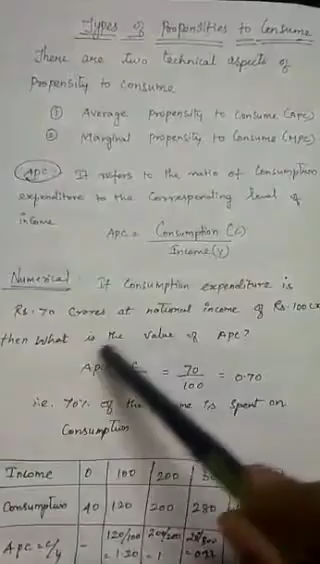 Types of Propensities to Consume
There are two technical aspects of
Propensity to consume
① Average propensity to consume (APC)
② Marginal Propensity to Consume (MPC)
APC: It refers to the ratio of Consumption
expenditure to the Corresponding level of
income
APC = Consumption (C)
Income (Y)
Numerical: If Consumption expenditure is
Rs. 70 Crores at national income of Rs. 100
then what is the value of APC?
= 70/100 = 0.70
i.e. 70% of the is spent on
Consumption
Income 0 100 200
Consumption 40 120 200 280
APC = C/Y - 120/100 = 1.20 200/200 = 1